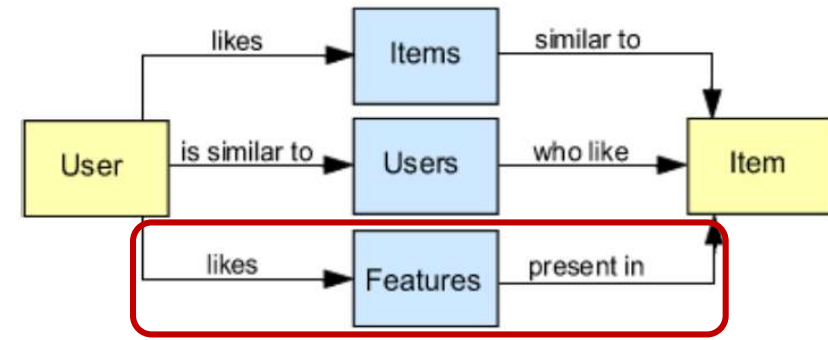 likes
Items
similar to
User
is similar to
Users
who like
Item
likes
Features
present in